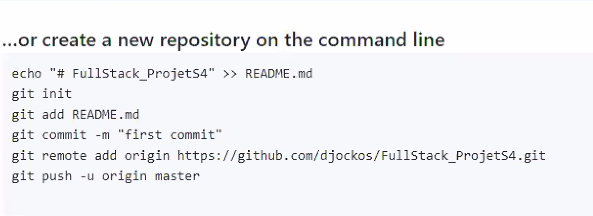 ...or create a new repository on the command line
echo "# FullStack_ProjetS4" >> README.md
git init
git add README.md
git commit -m "first commit"
git remote add origin https://github.com/djockos/FullStack_ProjetS4.git
git push -u origin master